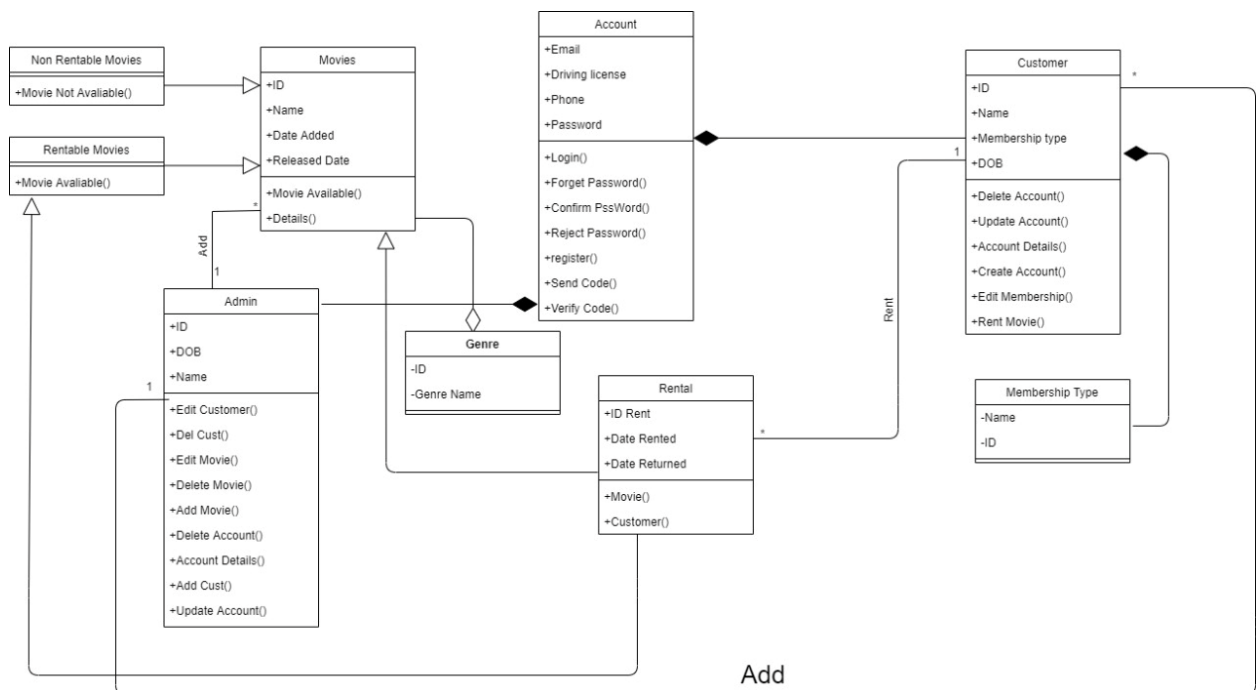 Non Rentable Movies
+Movie Not Avaliable()
Rentable Movies
+Movie Avaliable()
Movies
+ID
+Name
+Date Added
+Released Date
+Movie Available()
+Details()
*
Add
1
Admin
+ID
+DOB
+Name
1
+Edit Customer()
+Del Cust()
+Edit Movie()
+Delete Movie()
+Add Movie()
+Delete Account()
+Account Details()
+Add Cust()
+Update Account()
Account
+Email
+Driving license
+Phone
+Password
+Login()
+Forget Password()
+Confirm PssWord()
+Reject Password()
+register()
+Send Code()
+Verify Code()
Genre
-ID
-Genre Name
Rental
+ID Rent
+Date Rented
+Date Returned
+Movie()
+Customer()
*
Rent
1
Customer
+ID
+Name
+Membership type
+DOB
+Delete Account()
+Update Account()
+Account Details()
+Create Account()
+Edit Membership()
+Rent Movie()
*
Membership Type
-Name
-ID
Add